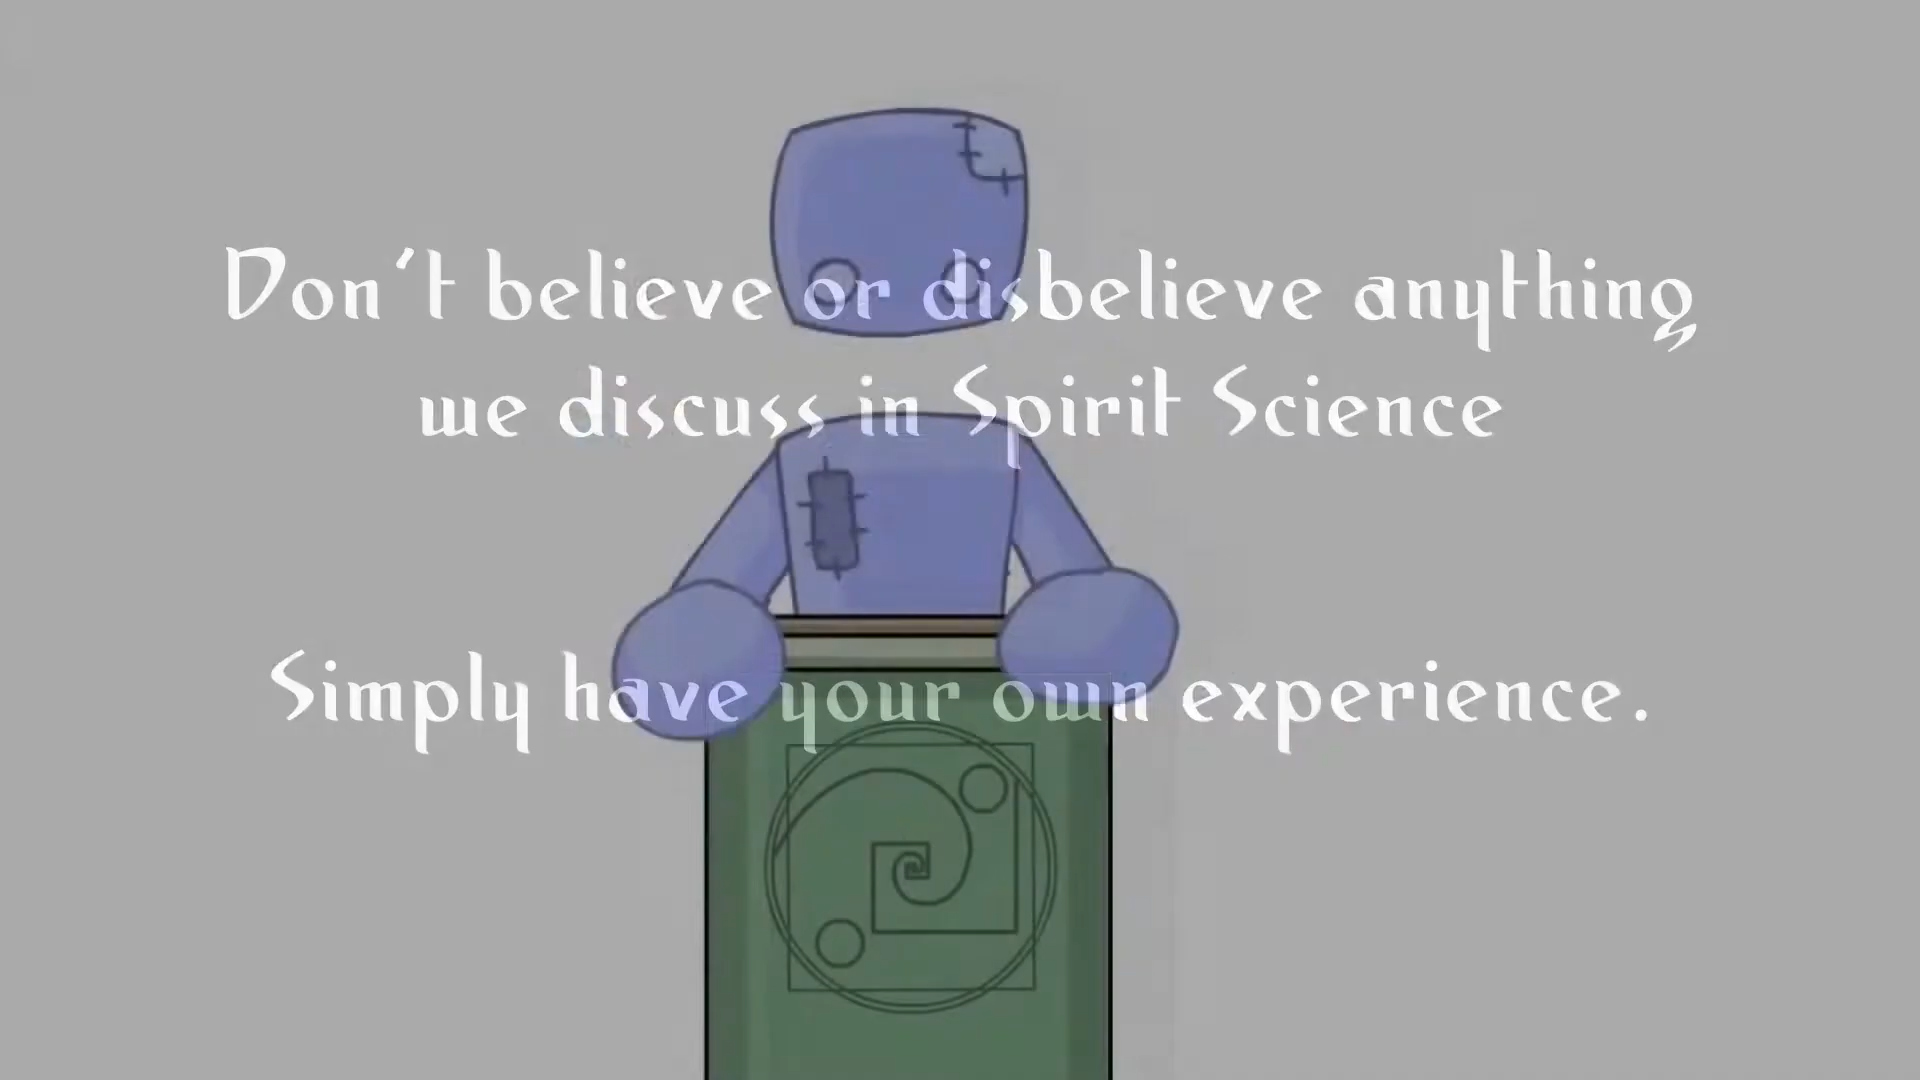 Don't believe or disbelieve anything
we discuss in Spirit Science
Simply have your own experience.